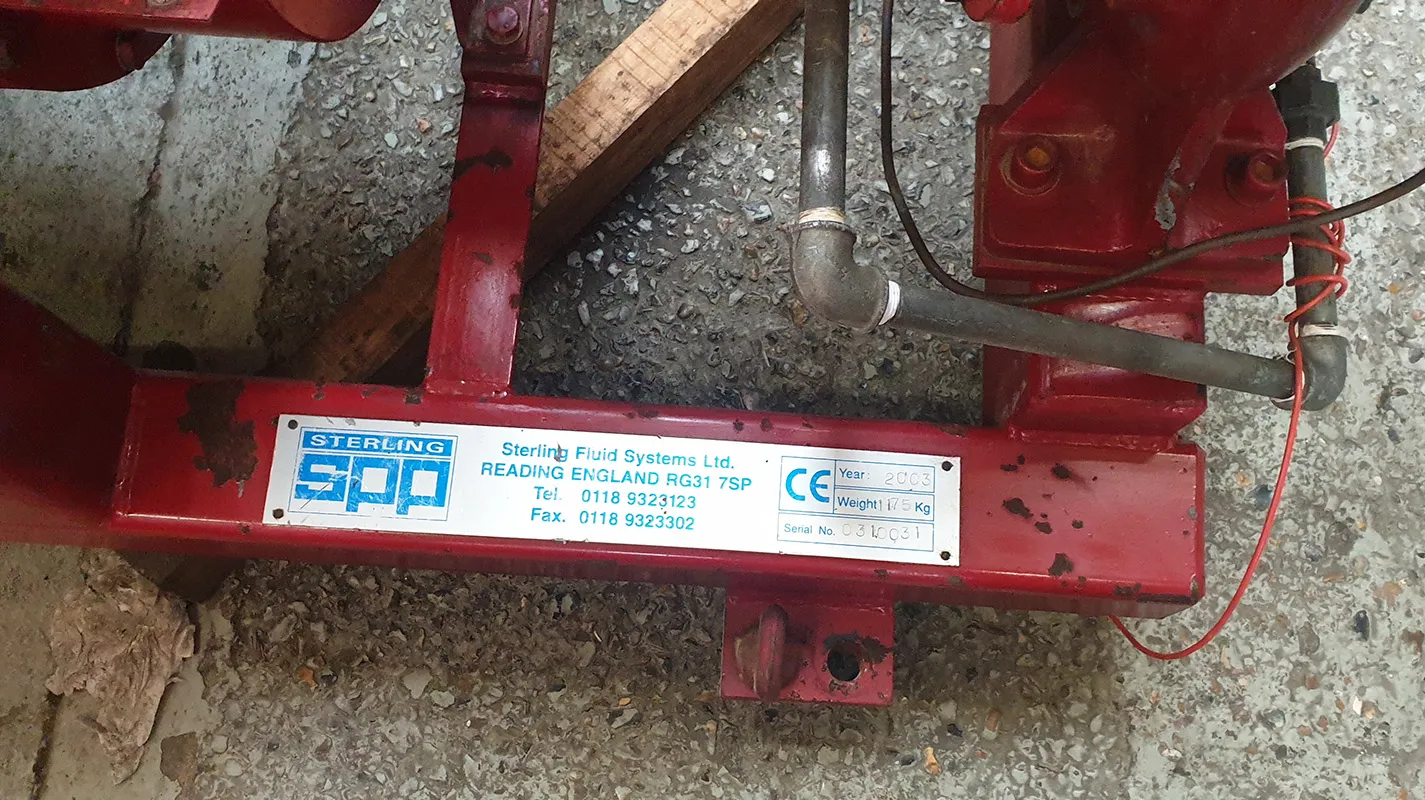 STERLING
SPP
Sterling Fluid Systems Ltd.
READING ENGLAND RG31 7SP
Tel. 0118 9323123
Fax. 0118 9323302
CE
Year: 2003
Weight 1175 Kg
Serial No. 0310031